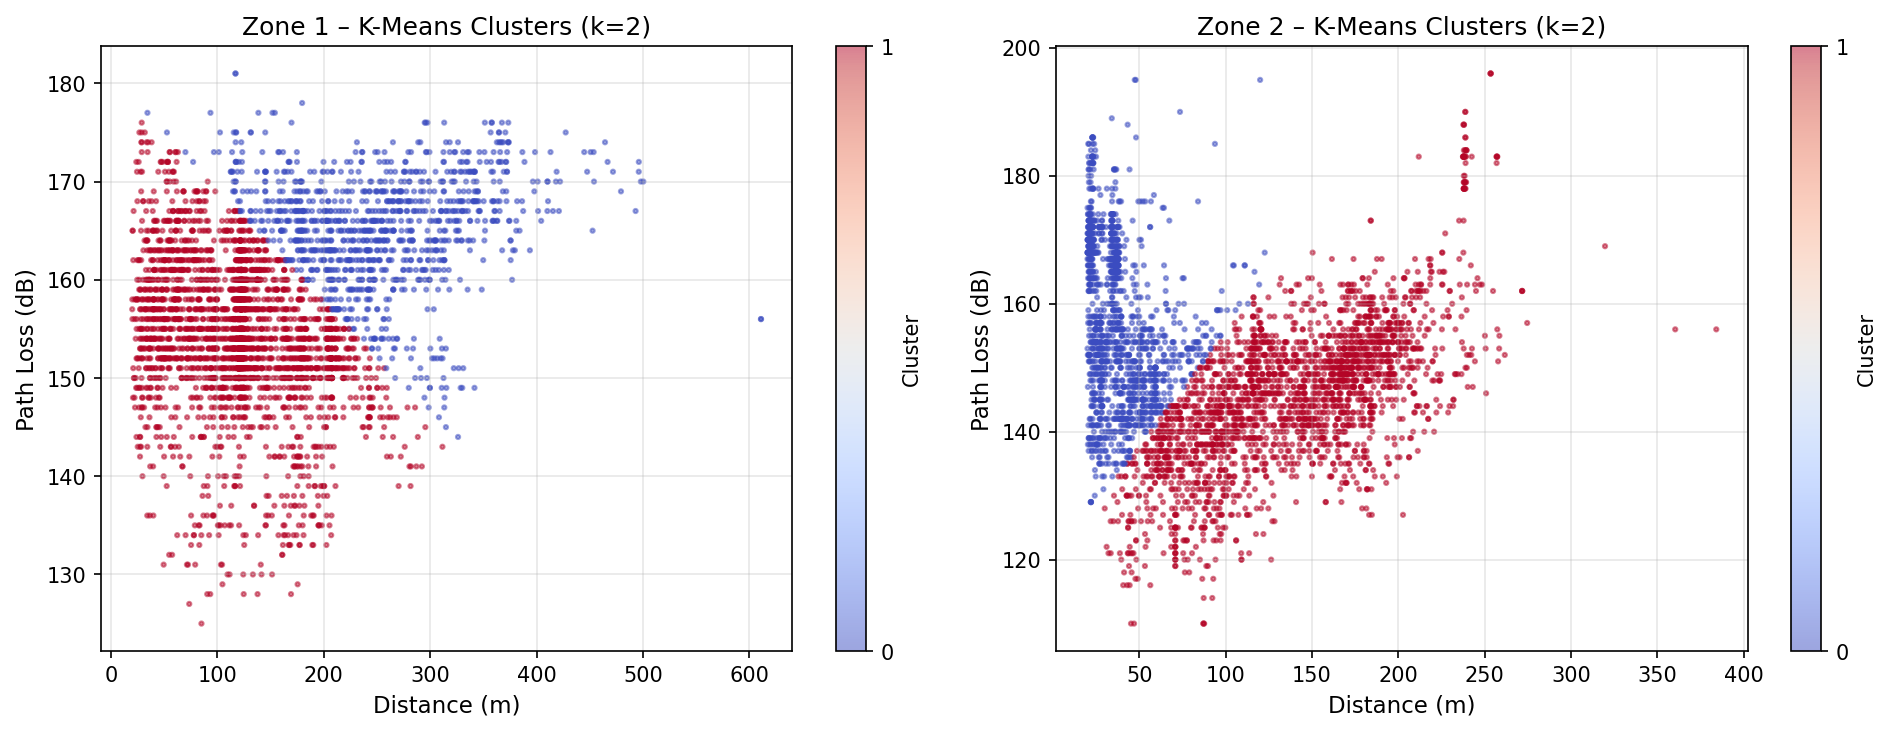 Zone 1 – K-Means Clusters (k=2)
180
170
160
150
140
130
Path Loss (dB)
0 100 200 300 400 500 600
Distance (m)
1
0
Cluster
Zone 2 – K-Means Clusters (k=2)
200
180
160
140
120
Path Loss (dB)
50 100 150 200 250 300 350 400
Distance (m)
1
0
Cluster